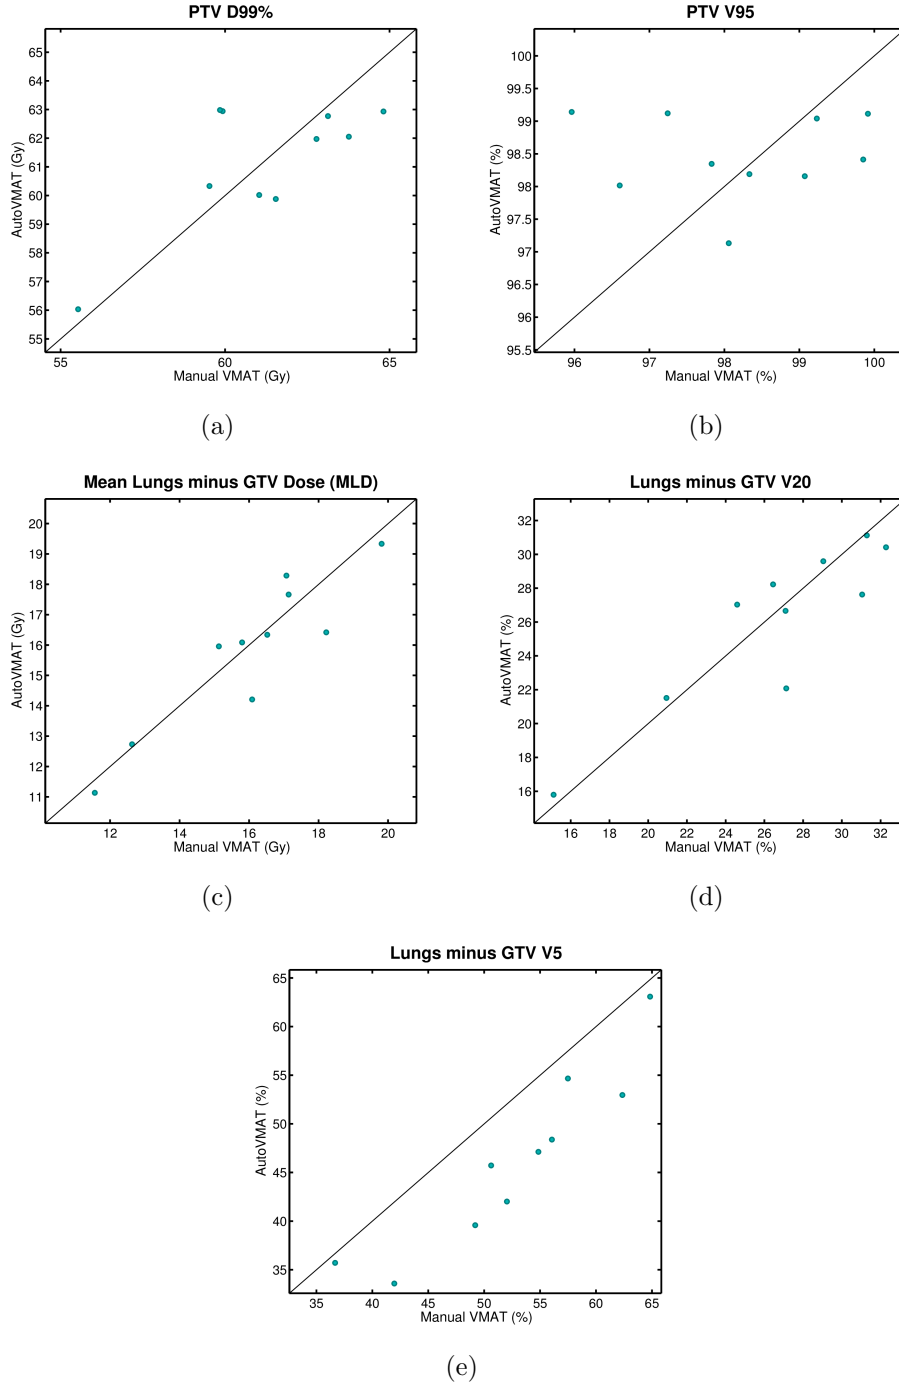 PTV D99%
65
64
63
62
61
60
59
58
57
56
55
AutoVMAT (Gy)
55 60 65
Manual VMAT (Gy)
(a)
PTV V95
100
99.5
99
98.5
98
97.5
97
96.5
96
95.5
AutoVMAT (%)
96 97 98 99 100
Manual VMAT (%)
(b)
Mean Lungs minus GTV Dose (MLD)
20
19
18
17
16
15
14
13
12
11
AutoVMAT (Gy)
12 14 16 18 20
Manual VMAT (Gy)
(c)
Lungs minus GTV V20
32
30
28
26
24
22
20
18
16
AutoVMAT (%)
16 18 20 22 24 26 28 30 32
Manual VMAT (%)
(d)
Lungs minus GTV V5
65
60
55
50
45
40
35
AutoVMAT (%)
35 40 45 50 55 60 65
Manual VMAT (%)
(e)